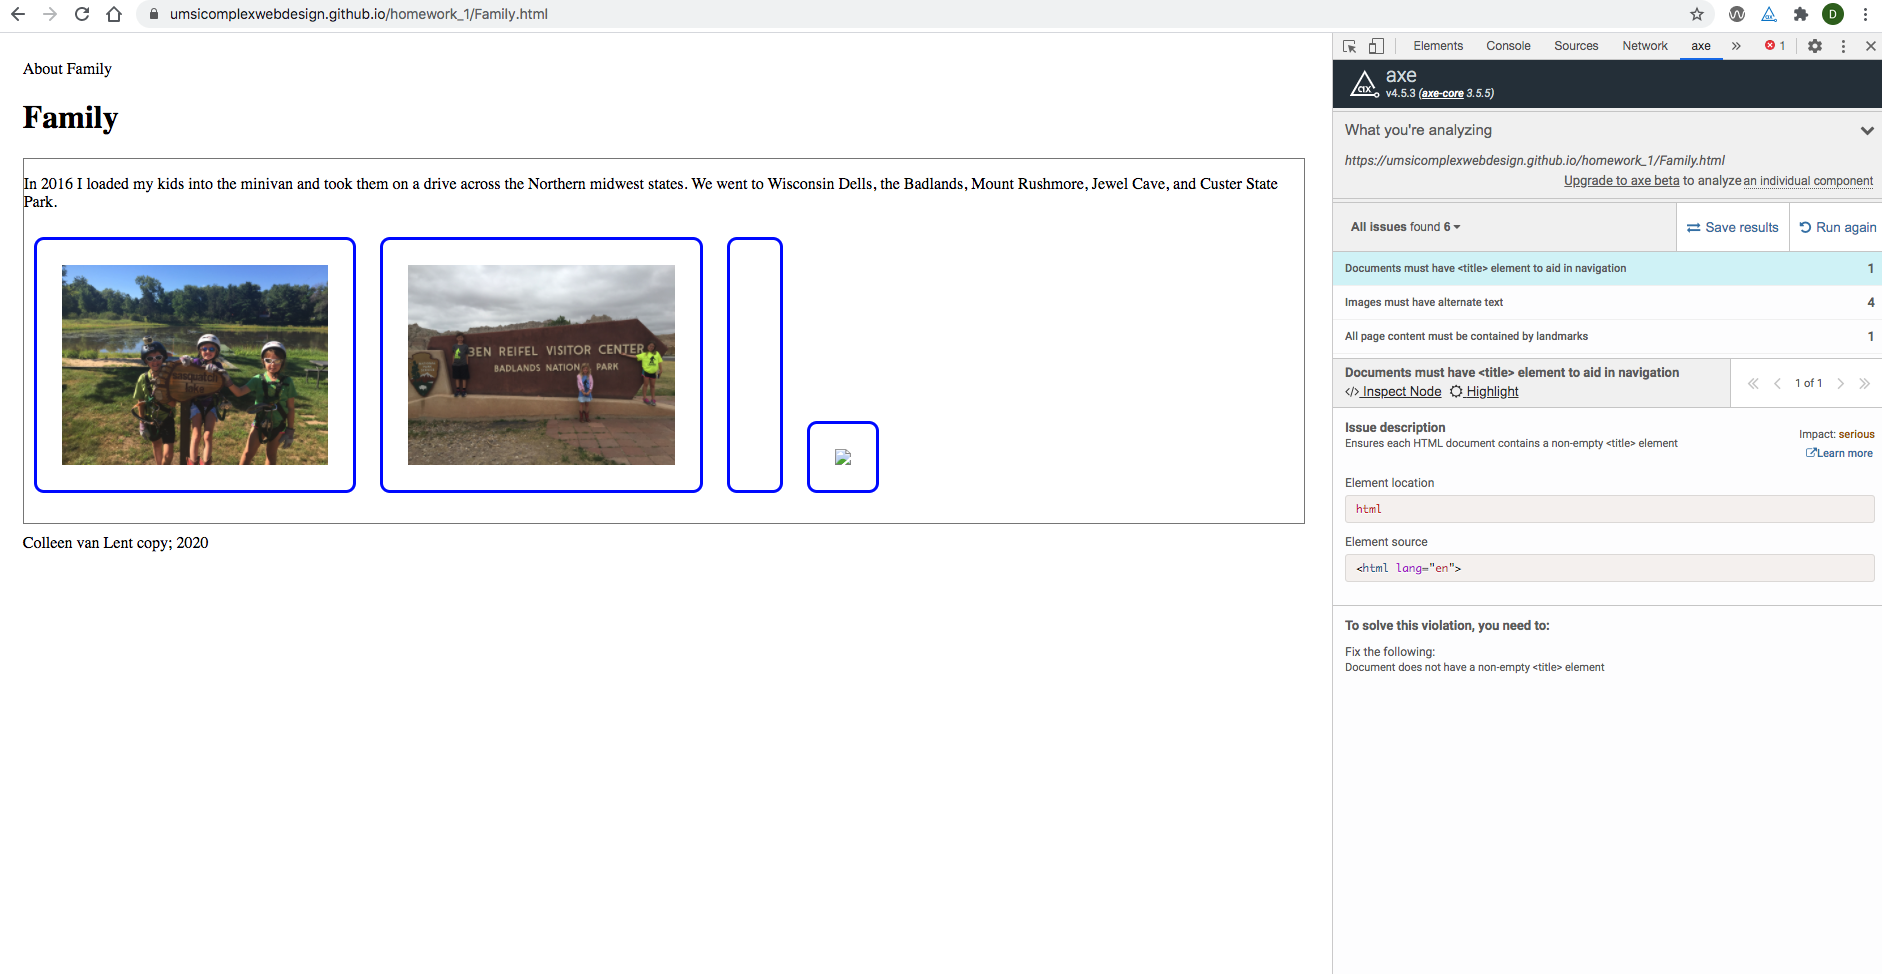 umsicomplexwebdesign.github.io/homework_1/Family.html
D
About Family
Family
In 2016 I loaded my kids into the minivan and took them on a drive across the Northern midwest states. We went to Wisconsin Dells, the Badlands, Mount Rushmore, Jewel Cave, and Custer State
Park.
sasquatch
lake
BEN REIFEL VISITOR CENTER
BADLANDS NATIONAL PARK
Colleen van Lent copy; 2020
Elements Console Sources Network axe » 1
axe
v4.5.3 (axe-core 3.5.5)
What you're analyzing
https://umsicomplexwebdesign.github.io/homework_1/Family.html
Upgrade to axe beta to analyze an individual component
All issues found 6
Save results
Run again
Documents must have <title> element to aid in navigation 1
Images must have alternate text 4
All page content must be contained by landmarks 1
Documents must have <title> element to aid in navigation
</> Inspect Node Highlight
1 of 1
Issue description
Ensures each HTML document contains a non-empty <title> element
Impact: serious
Learn more
Element location
html
Element source
<html lang="en">
To solve this violation, you need to:
Fix the following:
Document does not have a non-empty <title> element